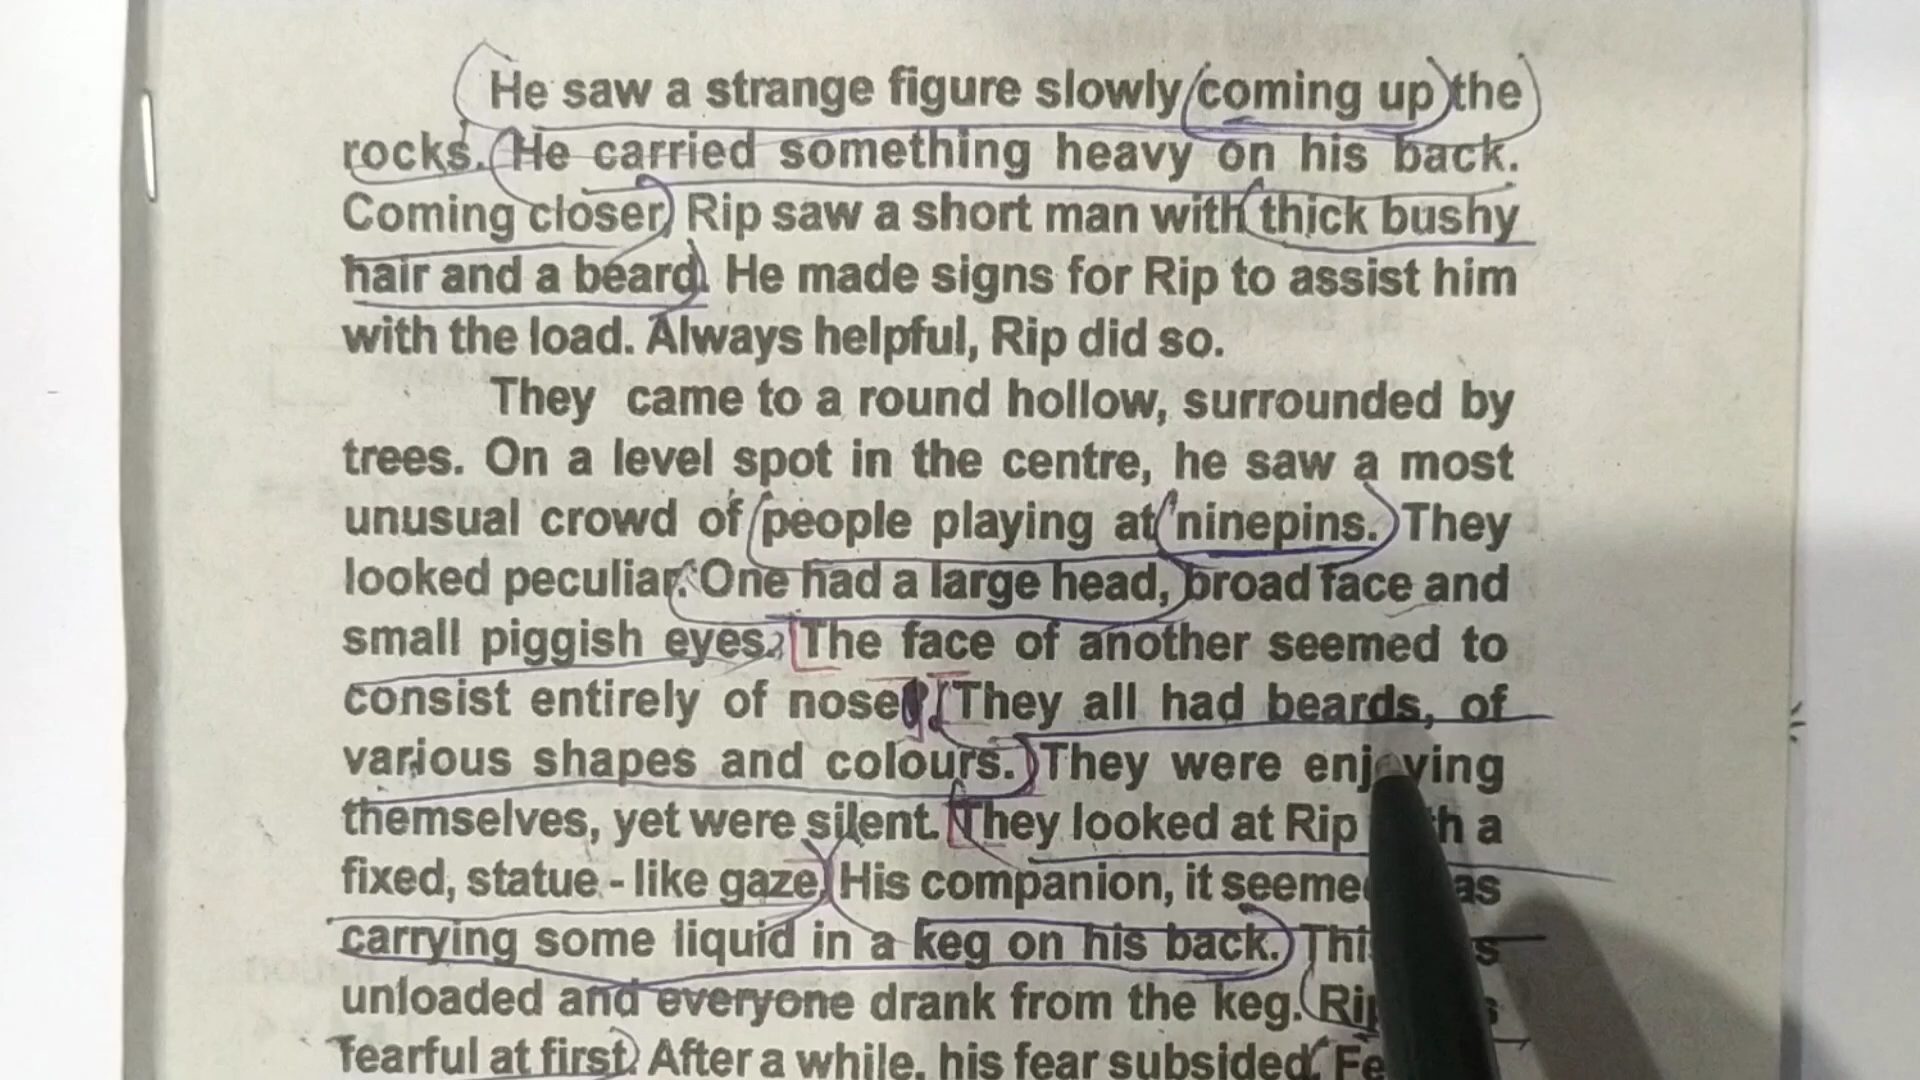 He saw a strange figure slowly coming up the
rocks. He carried something heavy on his back.
Coming closer, Rip saw a short man with thick bushy
hair and a beard. He made signs for Rip to assist him
with the load. Always helpful, Rip did so.
They came to a round hollow, surrounded by
trees. On a level spot in the centre, he saw a most
unusual crowd of people playing at 'ninepins. They
looked peculiar. One had a large head, broad face and
small piggish eyes. The face of another seemed to
consist entirely of nose. They all had beards, of
various shapes and colours. They were enjoying
themselves, yet were silent. They looked at Rip a
fixed, statue - like gaze. His companion, it seemed
carrying some liquid in a keg on his back.
unloaded and everyone drank from the keg. Rip
fearful at first. After a while, his fear subsided.